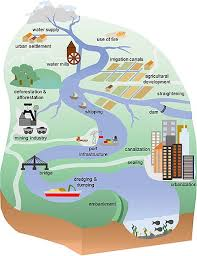 water supply
urban settlement
use of fire
water mills
irrigation canals
agricultural
development
straightening
deforestation &
afforestation
shipping
dam
mining industry
port
infrastructure
canalization
sealing
bridge
dredging &
dumping
urbanization
embankment